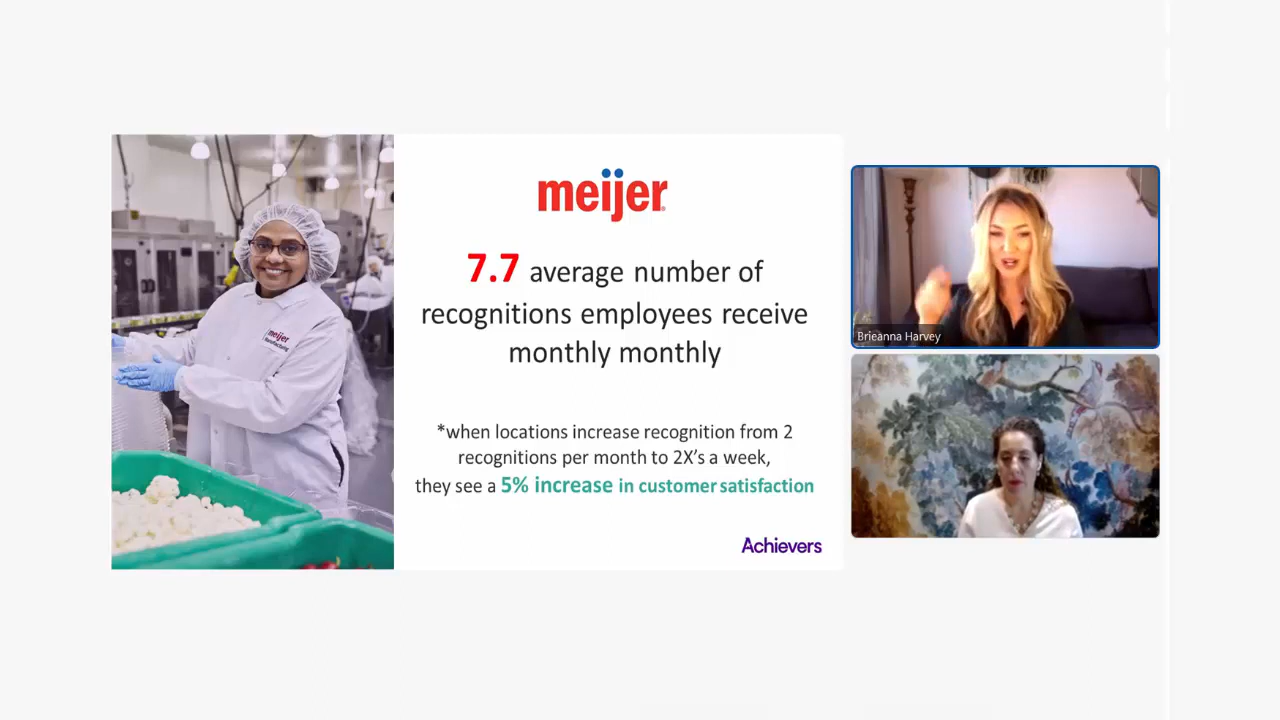 meijer
7.7 average number of
recognitions employees receive
monthly monthly
*when locations increase recognition from 2
recognitions per month to 2X's a week,
they see a 5% increase in customer satisfaction
Achievers
meijer
Brieanna Harvey